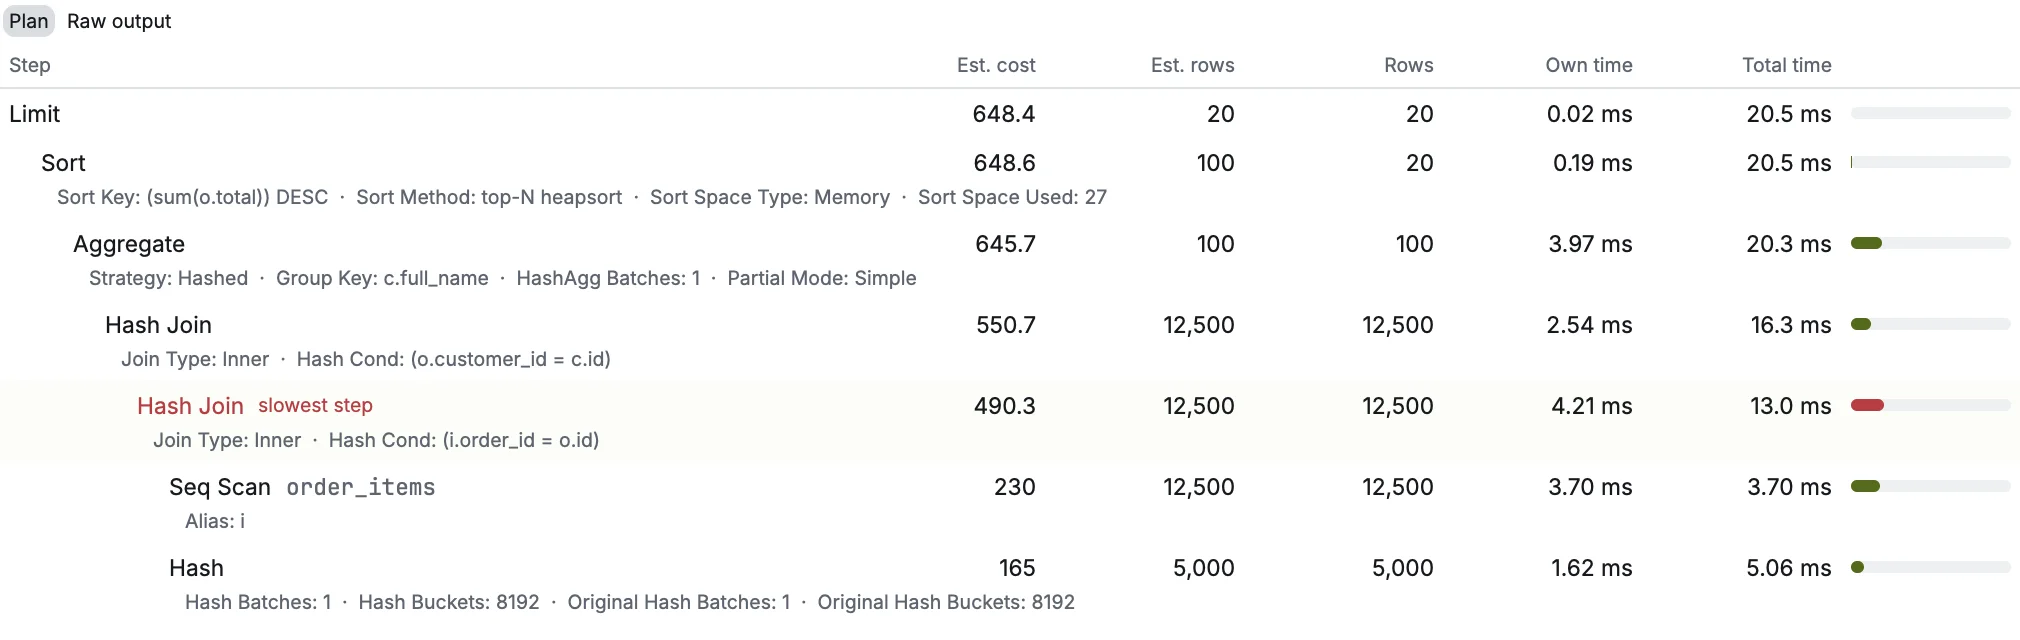 Plan Raw output
Step Est. cost Est. rows Rows Own time Total time
Limit 648.4 20 20 0.02 ms 20.5 ms
Sort 648.6 100 20 0.19 ms 20.5 ms
Sort Key: (sum(o.total)) DESC · Sort Method: top-N heapsort · Sort Space Type: Memory · Sort Space Used: 27
Aggregate 645.7 100 100 3.97 ms 20.3 ms
Strategy: Hashed · Group Key: c.full_name · HashAgg Batches: 1 · Partial Mode: Simple
Hash Join 550.7 12,500 12,500 2.54 ms 16.3 ms
Join Type: Inner · Hash Cond: (o.customer_id = c.id)
Hash Join slowest step 490.3 12,500 12,500 4.21 ms 13.0 ms
Join Type: Inner · Hash Cond: (i.order_id = o.id)
Seq Scan order_items 230 12,500 12,500 3.70 ms 3.70 ms
Alias: i
Hash 165 5,000 5,000 1.62 ms 5.06 ms
Hash Batches: 1 · Hash Buckets: 8192 · Original Hash Batches: 1 · Original Hash Buckets: 8192